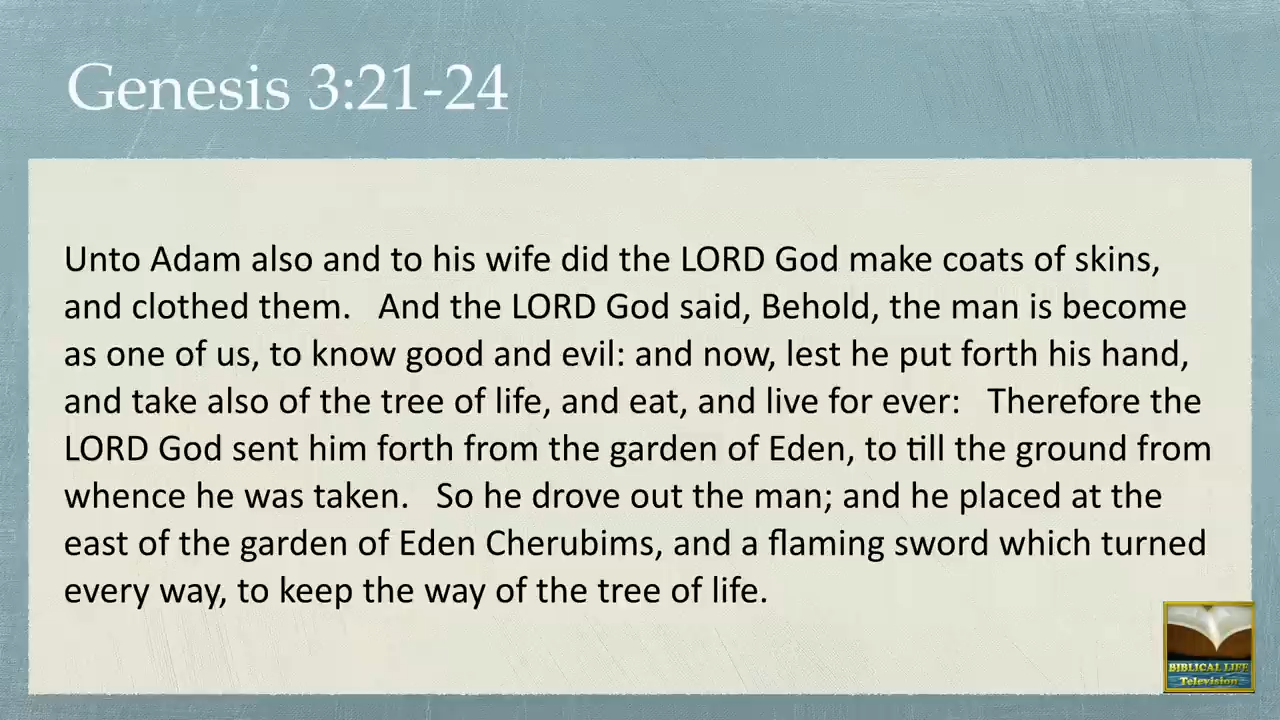 Genesis 3:21-24
Unto Adam also and to his wife did the LORD God make coats of skins,
and clothed them.   And the LORD God said, Behold, the man is become
as one of us, to know good and evil: and now, lest he put forth his hand,
and take also of the tree of life, and eat, and live for ever:   Therefore the
LORD God sent him forth from the garden of Eden, to till the ground from
whence he was taken.   So he drove out the man; and he placed at the
east of the garden of Eden Cherubims, and a flaming sword which turned
every way, to keep the way of the tree of life.
BIBLICAL LIFE
Television